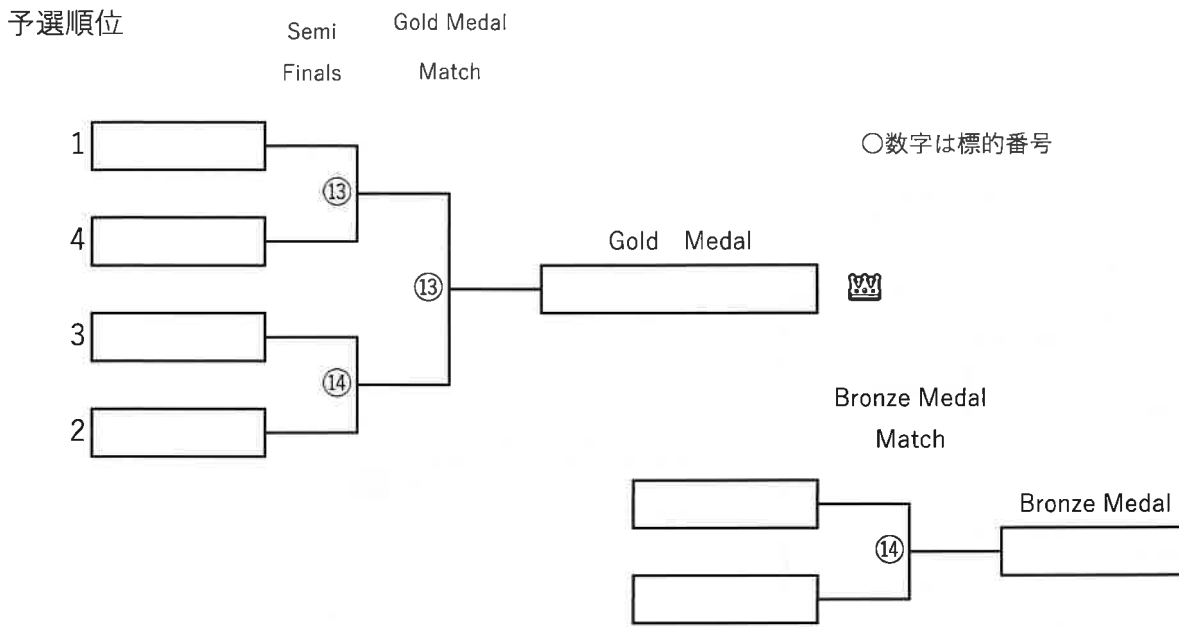 予選順位
Semi
Finals
Gold Medal
Match
1
○数字は標的番号
⑬
4
Gold Medal
⑬
3
⑭
2
Bronze Medal
Match
Bronze Medal
⑭